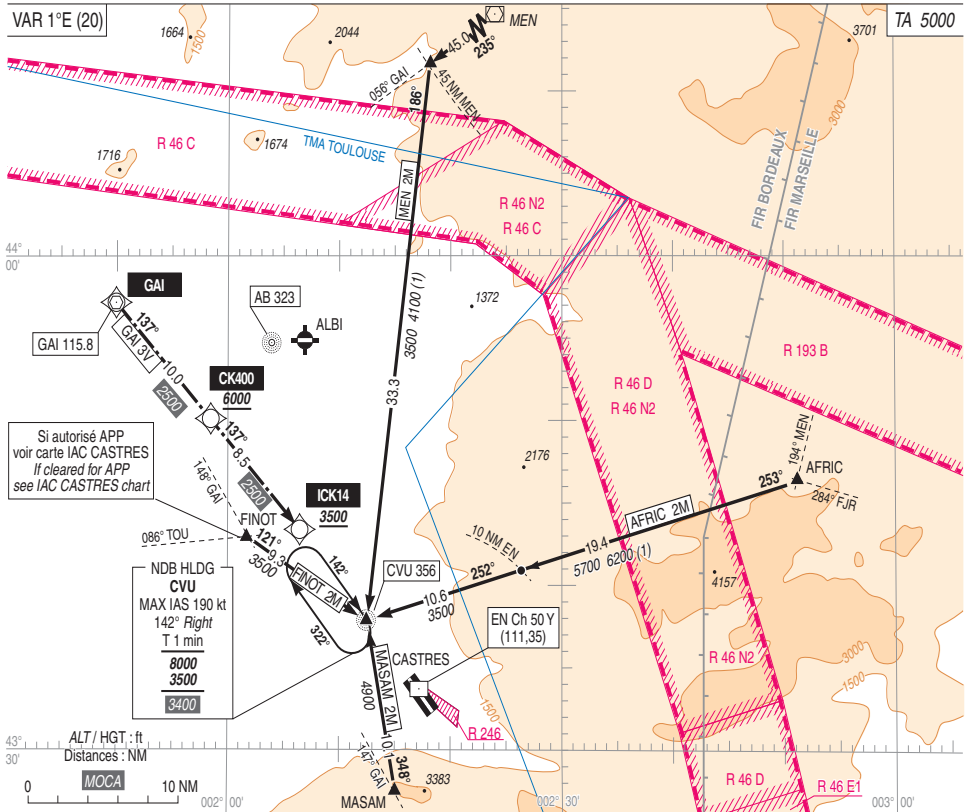 VAR 1°E (20)
TA 5000
1664
1500
2044
MEN
45.0
235°
3701
3000
056° GAI
45 NM MEN
186°
R 46 C
1716
1674
TMA TOULOUSE
MEN 2M
R 46 N2
R 46 C
FIR BORDEAUX
FIR MARSEILLE
44°
00'
GAI
GAI 115.8
137°
GAI 3V
10.0
2500
AB 323
ALBI
3500 4100 (1)
33.3
1372
R 193 B
CK400
6000
137°
8.5
2500
R 46 D
R 46 N2
Si autorisé APP
voir carte IAC CASTRES
If cleared for APP
see IAC CASTRES chart
148° GAI
ICK14
3500
2176
194° MEN
AFRIC
284° FJR
253°
AFRIC 2M
19.4
5700 6200 (1)
086° TOU
FINOT
121°
9.3
3500
FINOT 2M
142°
322°
10 NM EN
252°
10.6
3500
4157
CVU 356
NDB HLDG
CVU
MAX IAS 190 kt
142° Right
T 1 min
8000
3500
3400
EN Ch 50 Y
(111,35)
CASTRES
MASAM 2M
4900
R 246
1500
R 46 N2
3000
1500
ALT / HGT : ft
Distances : NM
MOCA
0
10 NM
43°
30'
10.1
348°
147° GAI
MASAM
3383
R 46 D
R 46 E1
002° 00'
002° 30'
003° 00'